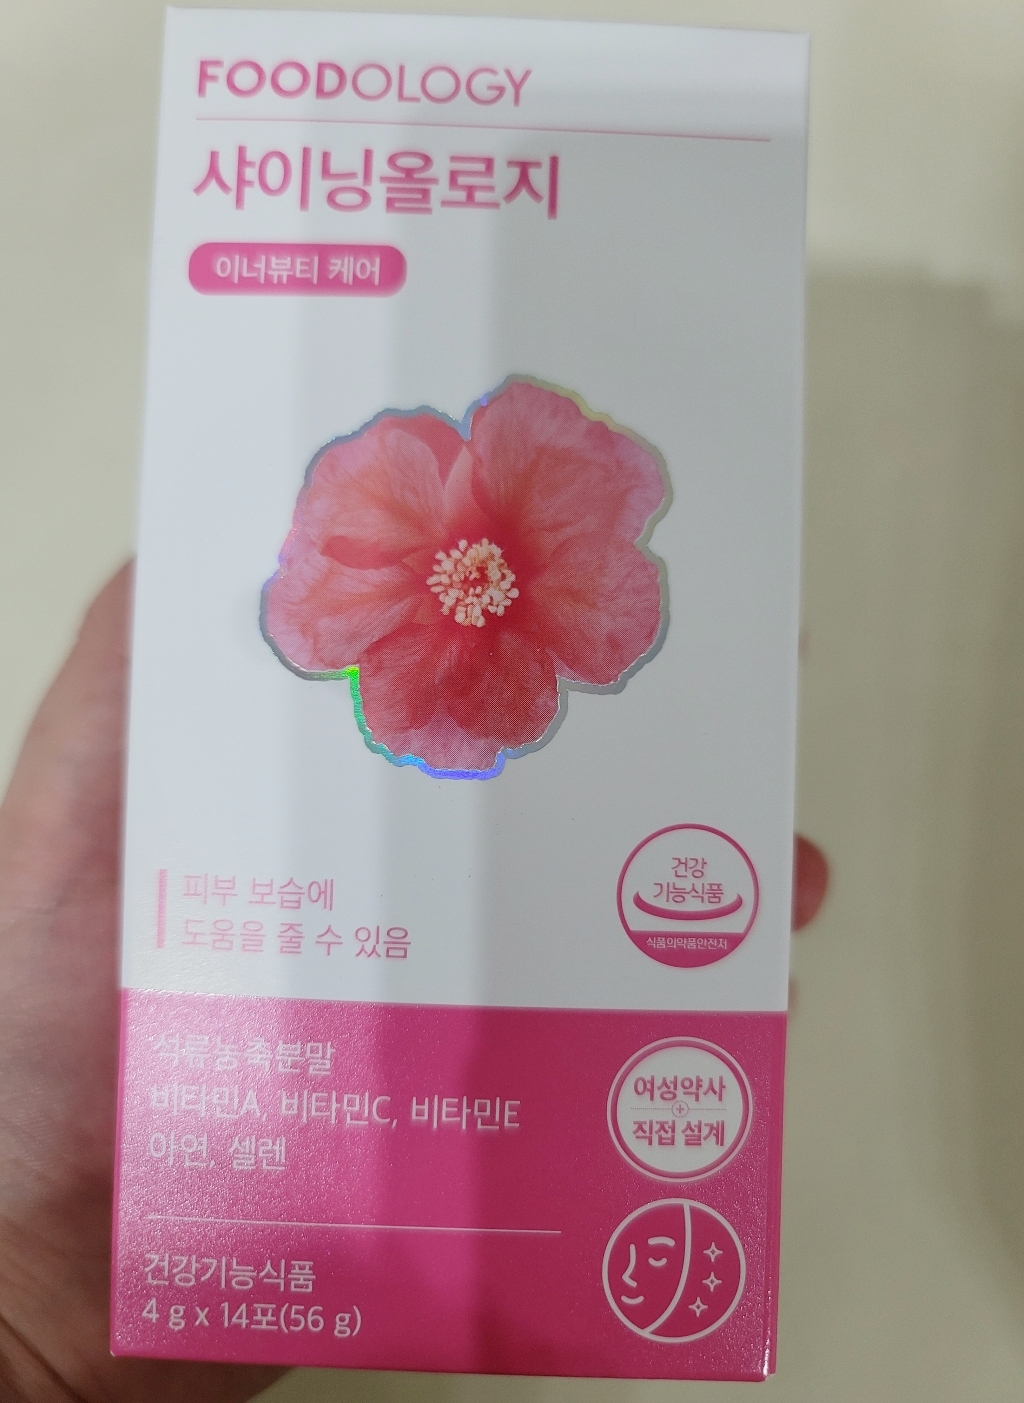 FOODOLOGY
샤이닝올로지
이너뷰티 케어
피부 보습에
도움을 줄 수 있음
건강
기능식품
식품의약품안전처
석류농축분말
비타민A, 비타민C, 비타민E
아연, 셀렌
여성약사
직접 설계
건강기능식품
4 g x 14포(56 g)